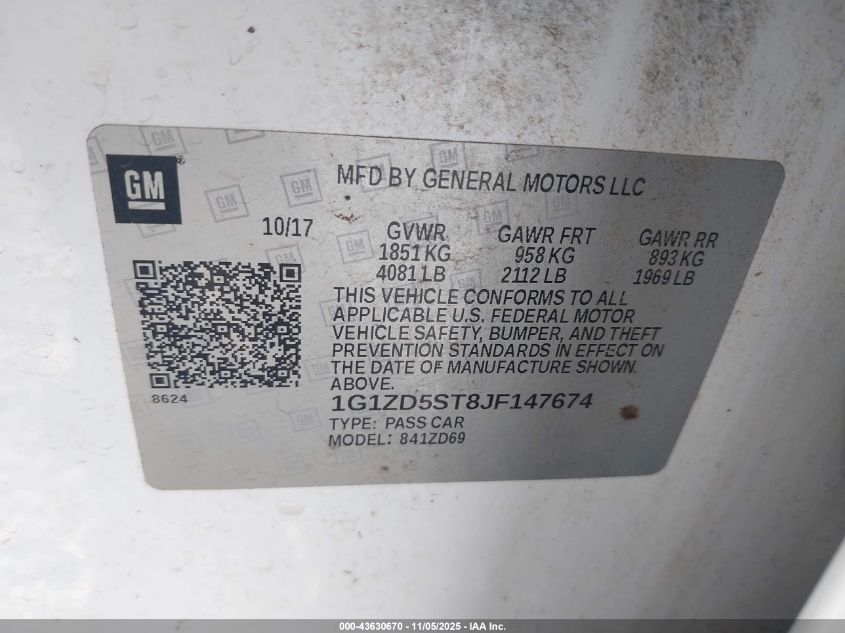 GM
MFD BY GENERAL MOTORS LLC
10/17
GVWR
1851 KG
4081 LB
GAWR FRT
958 KG
2112 LB
GAWR RR
893 KG
1969 LB
THIS VEHICLE CONFORMS TO ALL
APPLICABLE U.S. FEDERAL MOTOR
VEHICLE SAFETY, BUMPER, AND THEFT
PREVENTION STANDARDS IN EFFECT ON
THE DATE OF MANUFACTURE SHOWN
ABOVE.
8624
1G1ZD5ST8JF147674
TYPE: PASS CAR
MODEL: 841ZD69
000-43630670 - 11/05/2025 - IAA Inc.